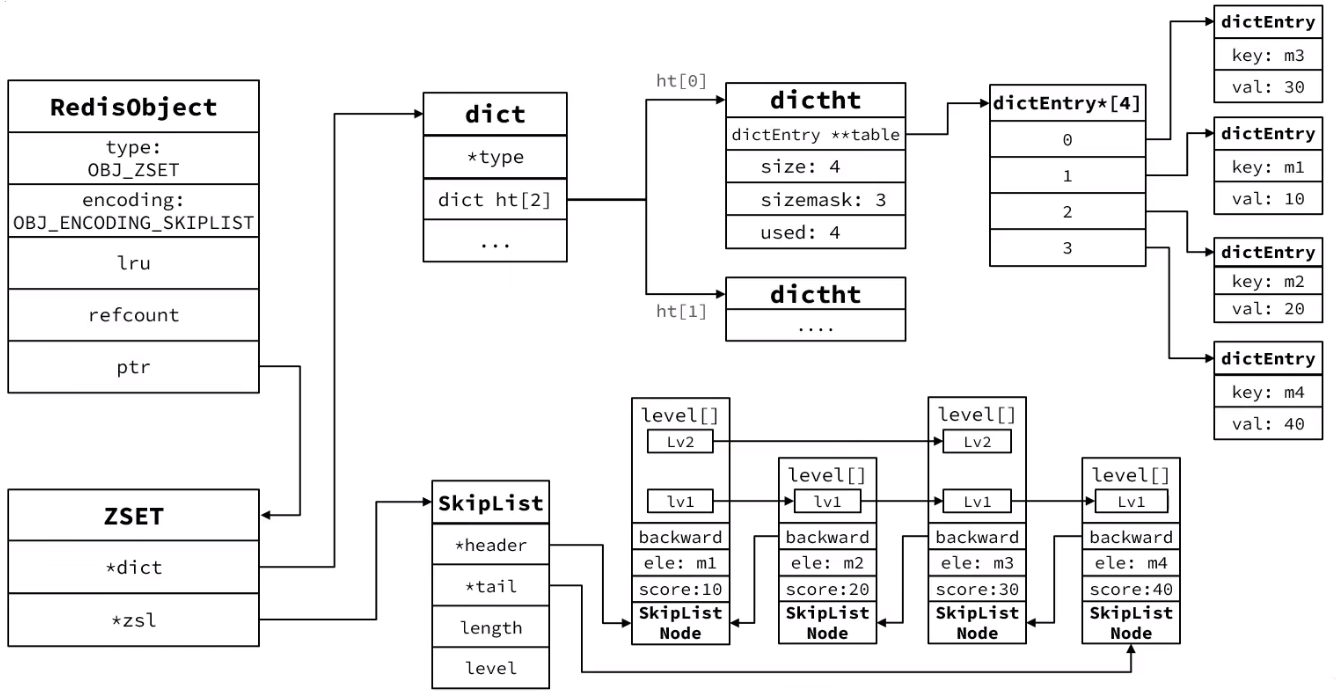 RedisObject
type:
OBJ_ZSET
encoding:
OBJ_ENCODING_SKIPLIST
lru
refcount
ptr
ZSET
*dict
*zsl
dict
*type
dict ht[2]
...
ht[0]
ht[1]
dictht
dictEntry **table
size: 4
sizemask: 3
used: 4
dictht
....
dictEntry*[4]
0
1
2
3
dictEntry
key: m3
val: 30
dictEntry
key: m1
val: 10
dictEntry
key: m2
val: 20
dictEntry
key: m4
val: 40
SkipList
*header
*tail
length
level
level[]
Lv2
lv1
backward
ele: m1
score:10
SkipList
Node
level[]
lv1
backward
ele: m2
score:20
SkipList
Node
level[]
Lv2
Lv1
backward
ele: m3
score:30
SkipList
Node
level[]
Lv1
backward
ele: m4
score:40
SkipList
Node